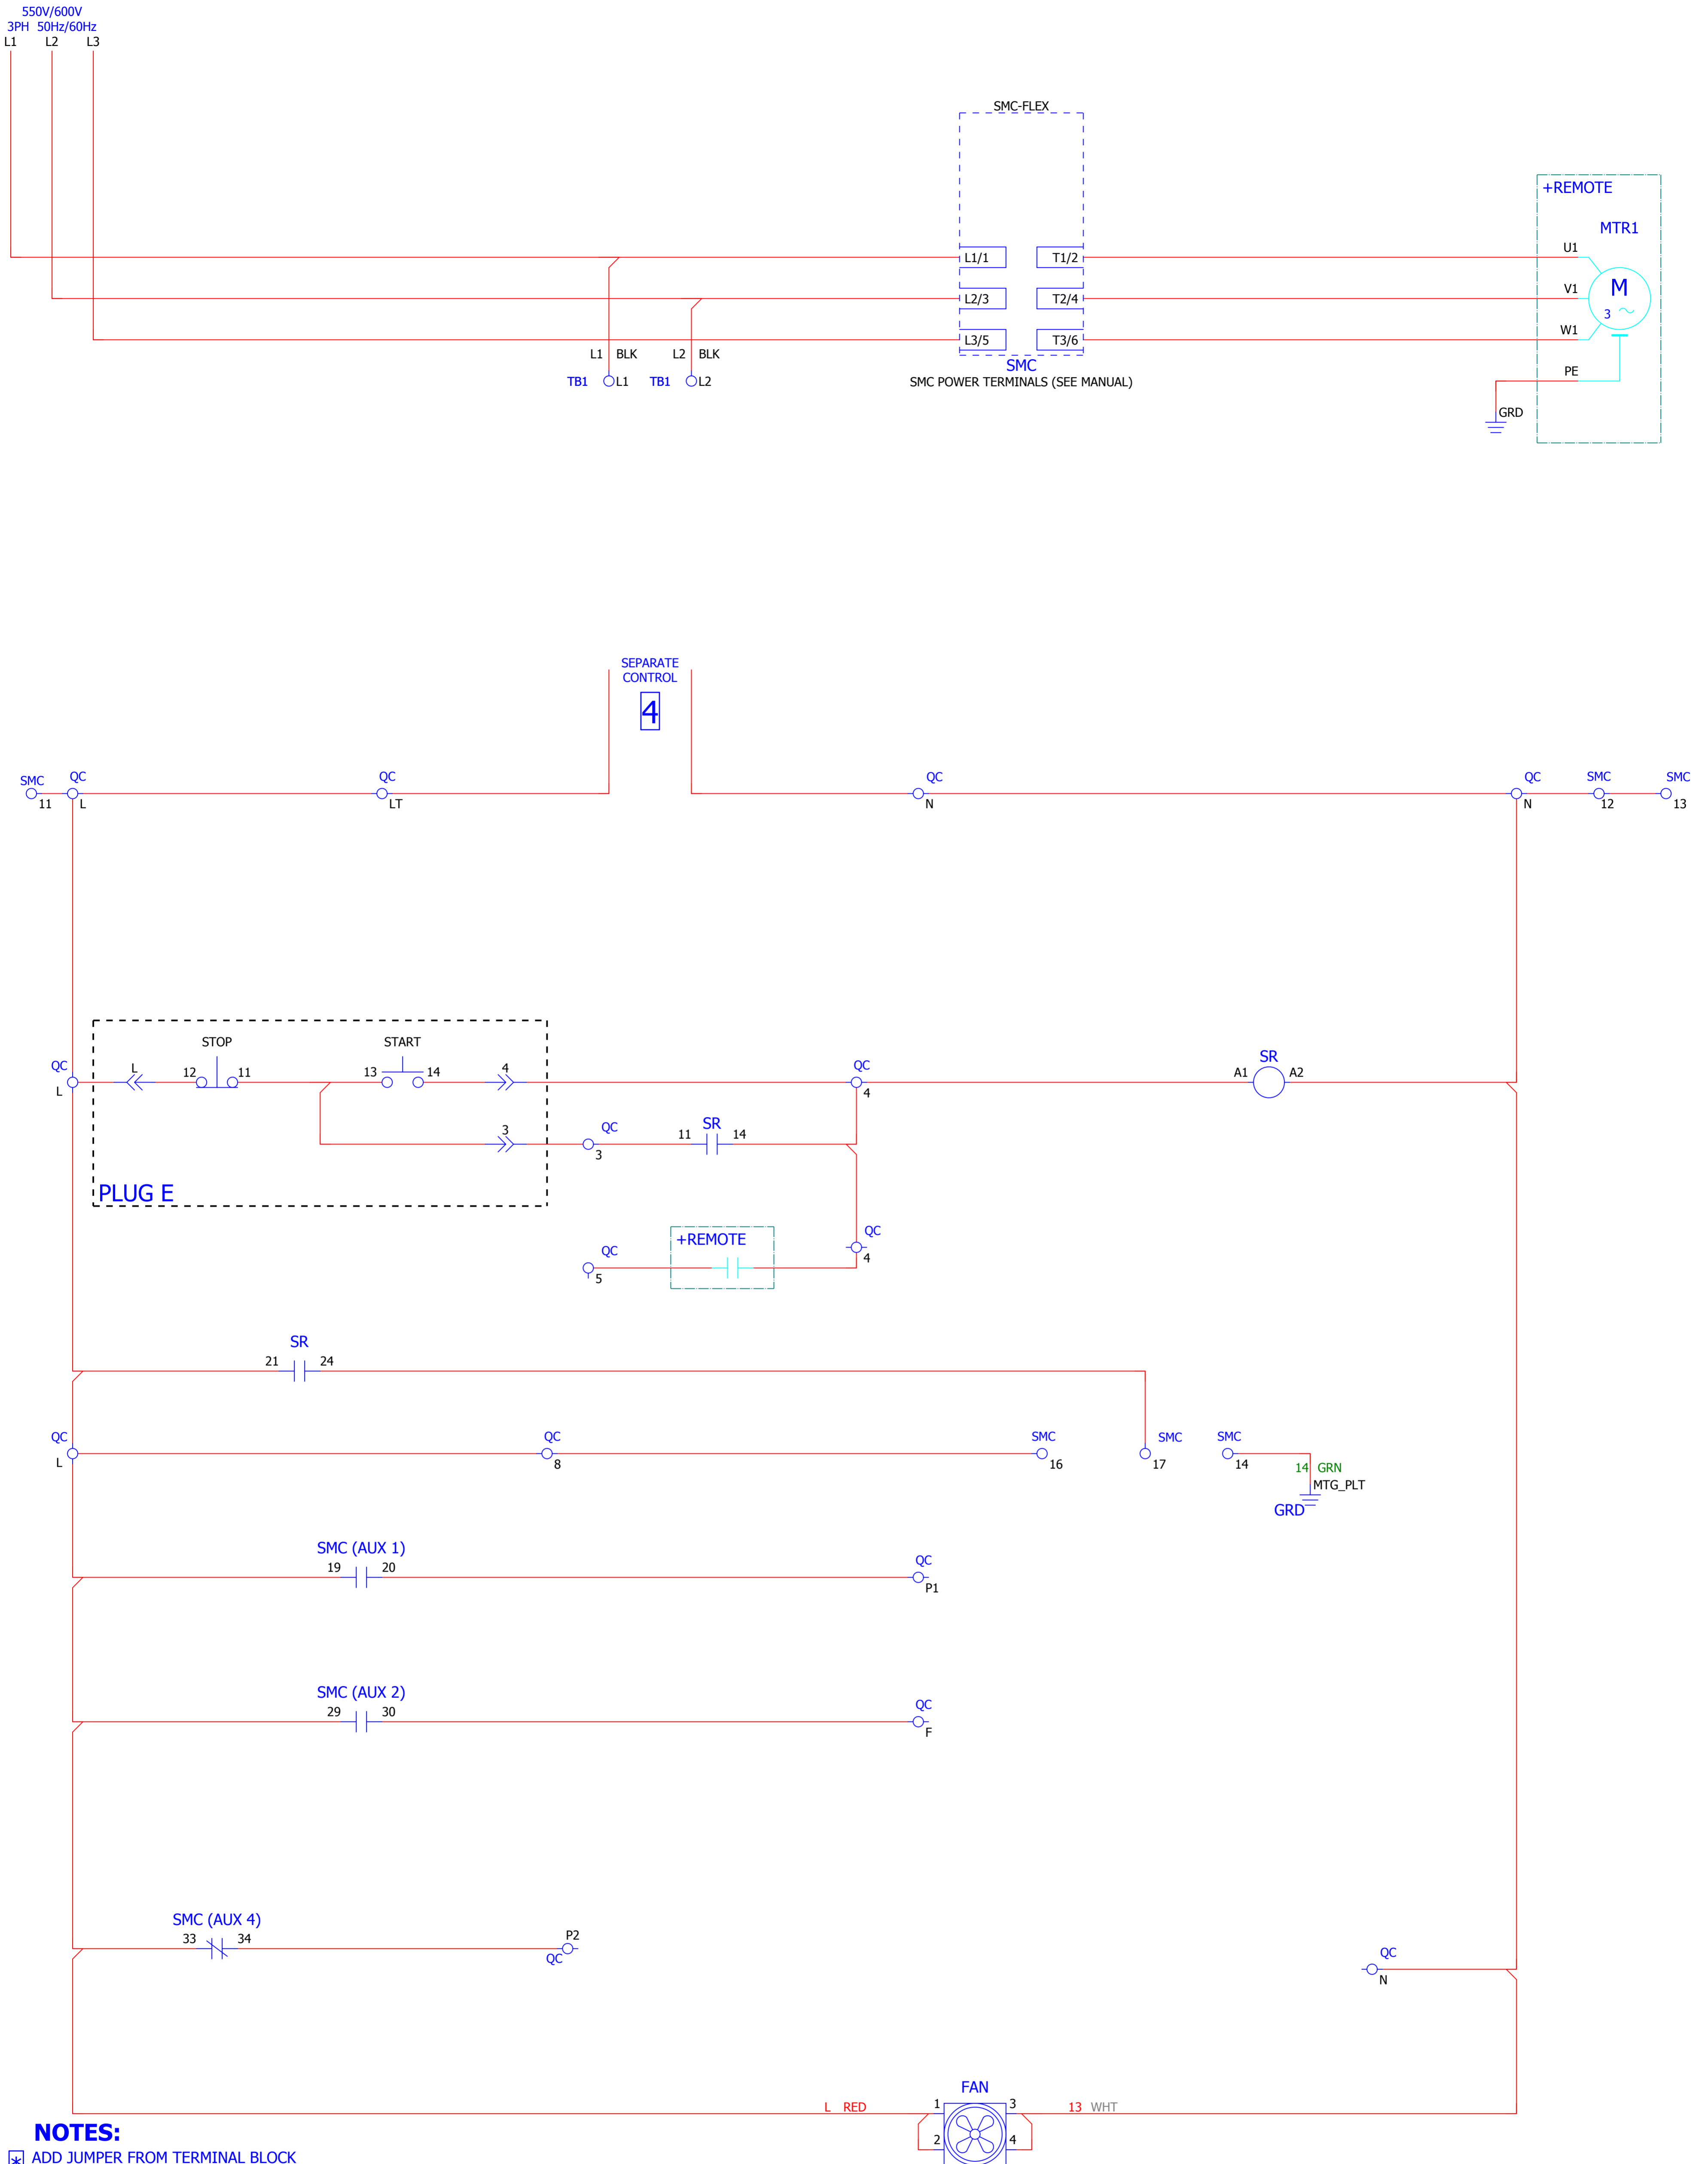 550V/600V
3PH 50Hz/60Hz
L1 L2 L3
SMC-FLEX
+REMOTE
MTR1
L1/1 T1/2 U1
L2/3 T2/4 V1 M
3
L3/5 T3/6 W1
L1 BLK L2 BLK
SMC
PE
TB1 L1 TB1 L2
SMC POWER TERMINALS (SEE MANUAL)
GRD
SEPARATE
CONTROL
4
SMC QC QC QC QC SMC SMC
11 L LT N N 12 13
STOP START
QC L 12 11 13 14 4 QC SR
L 4 A1 A2
3 QC 11 SR 14
3
PLUG E
+REMOTE
QC QC
5 4
SR
21 24
QC QC SMC SMC SMC
L 8 16 17 14
14 GRN
MTG_PLT
GRD
SMC (AUX 1)
19 20 QC
P1
SMC (AUX 2)
29 30 QC
F
SMC (AUX 4)
33 34 P2
QC
QC
N
FAN
L RED 1 3 13 WHT
2 4
NOTES:
* ADD JUMPER FROM TERMINAL BLOCK